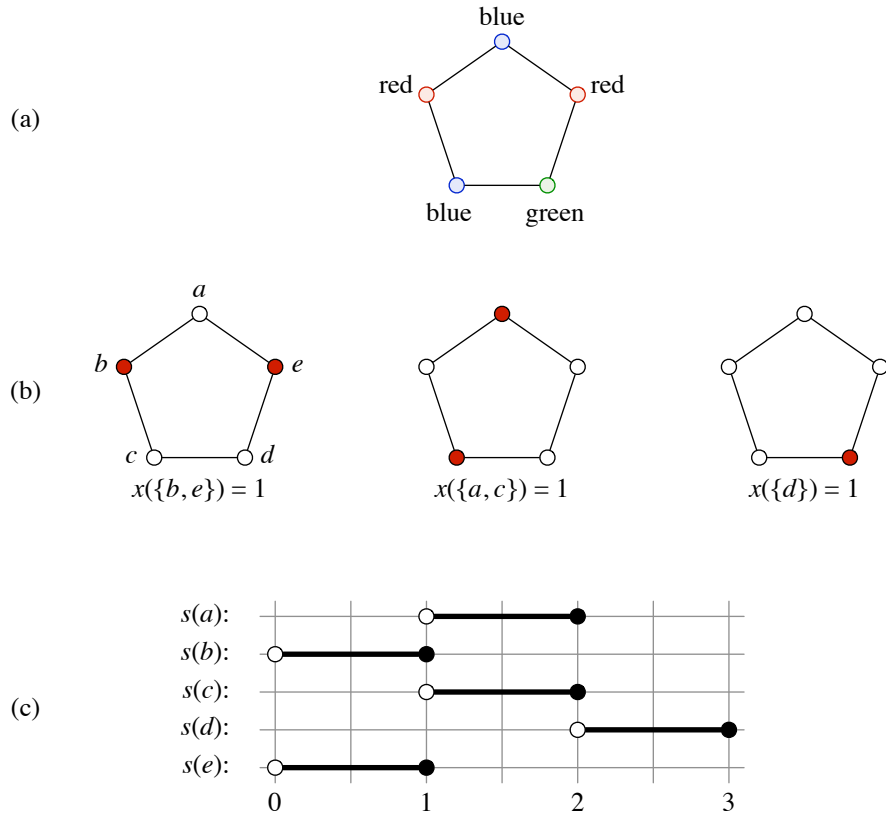 blue
(a) red red
blue green
a
(b) b e
c d
x({b, e}) = 1 x({a, c}) = 1 x({d}) = 1
s(a):
s(b):
(c) s(c):
s(d):
s(e):
0 1 2 3